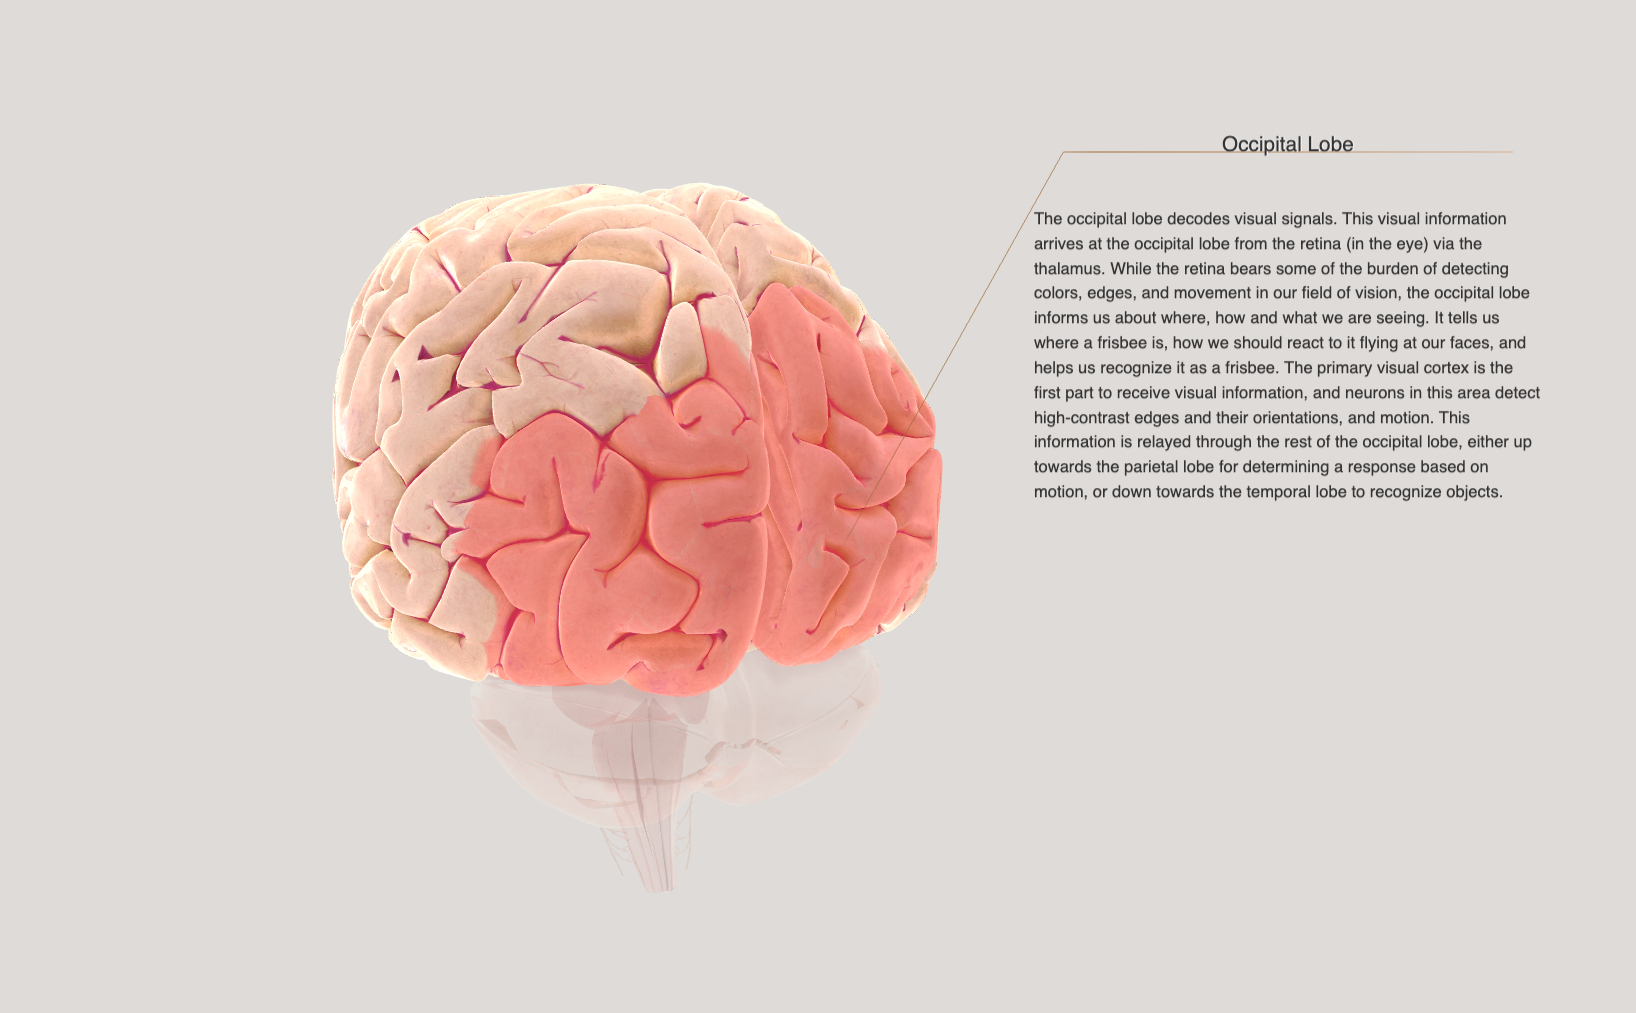 Occipital Lobe
The occipital lobe decodes visual signals. This visual information
arrives at the occipital lobe from the retina (in the eye) via the
thalamus. While the retina bears some of the burden of detecting
colors, edges, and movement in our field of vision, the occipital lobe
informs us about where, how and what we are seeing. It tells us
where a frisbee is, how we should react to it flying at our faces, and
helps us recognize it as a frisbee. The primary visual cortex is the
first part to receive visual information, and neurons in this area detect
high-contrast edges and their orientations, and motion. This
information is relayed through the rest of the occipital lobe, either up
towards the parietal lobe for determining a response based on
motion, or down towards the temporal lobe to recognize objects.